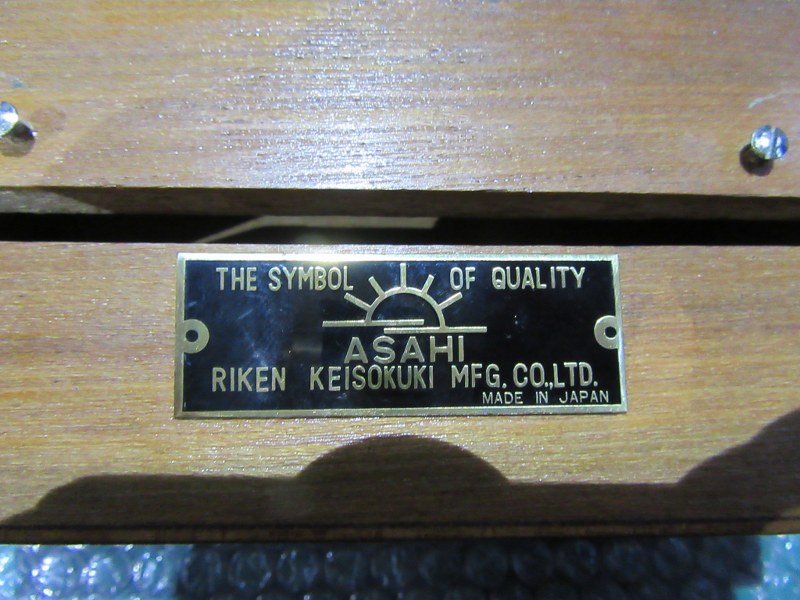 THE SYMBOL OF QUALITY
ASAHI
RIKEN KEISOKUKI MFG. CO.,LTD.
MADE IN JAPAN